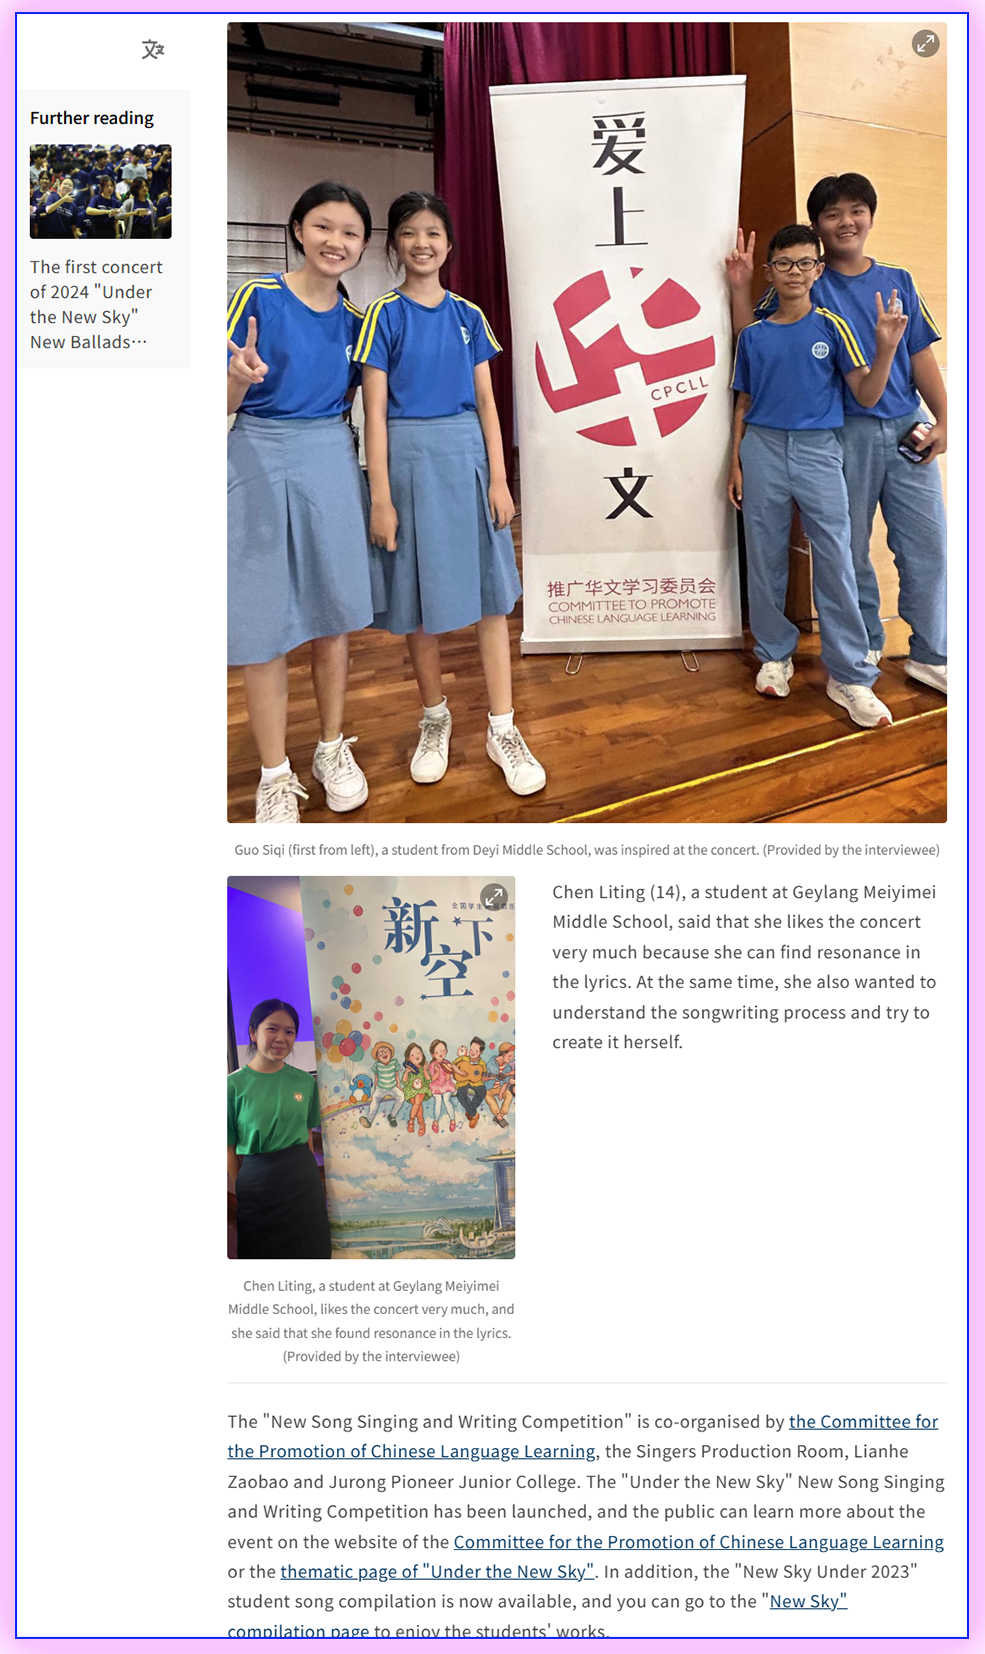 Further reading
The first concert
of 2024 "Under
the New Sky"
New Ballads…
爱
上
华
CPCLL
文
推广华文学习委员会
COMMITTEE TO PROMOTE
CHINESE LANGUAGE LEARNING
Guo Siqi (first from left), a student from Deyi Middle School, was inspired at the concert. (Provided by the interviewee)
全国学生
新
天下
空
Chen Liting (14), a student at Geylang Meiyimei
Middle School, said that she likes the concert
very much because she can find resonance in
the lyrics. At the same time, she also wanted to
understand the songwriting process and try to
create it herself.
Chen Liting, a student at Geylang Meiyimei
Middle School, likes the concert very much, and
she said that she found resonance in the lyrics.
(Provided by the interviewee)
The "New Song Singing and Writing Competition" is co-organised by the Committee for
the Promotion of Chinese Language Learning, the Singers Production Room, Lianhe
Zaobao and Jurong Pioneer Junior College. The "Under the New Sky" New Song Singing
and Writing Competition has been launched, and the public can learn more about the
event on the website of the Committee for the Promotion of Chinese Language Learning
or the thematic page of "Under the New Sky". In addition, the "New Sky Under 2023"
student song compilation is now available, and you can go to the "New Sky"
compilation page to enjoy the students' works.